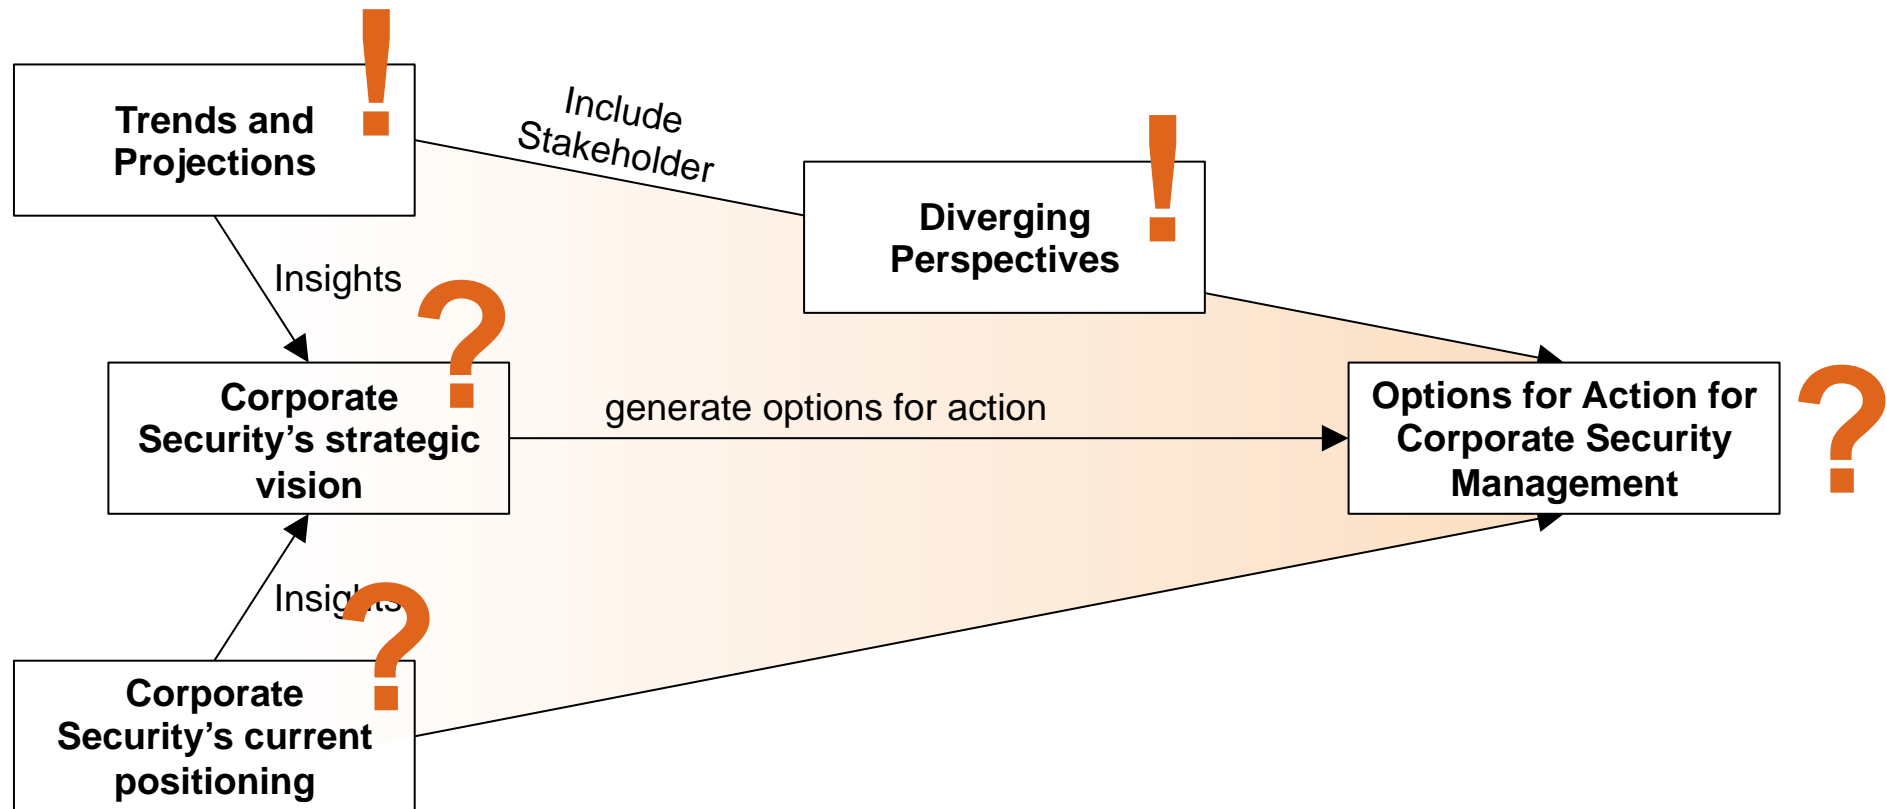 !
Trends and
Projections
Include
Stakeholder
!
Diverging
Perspectives
Insights
?
Corporate
Security’s strategic
vision
generate options for action
Options for Action for
Corporate Security
Management
?
Insights
?
Corporate
Security’s current
positioning